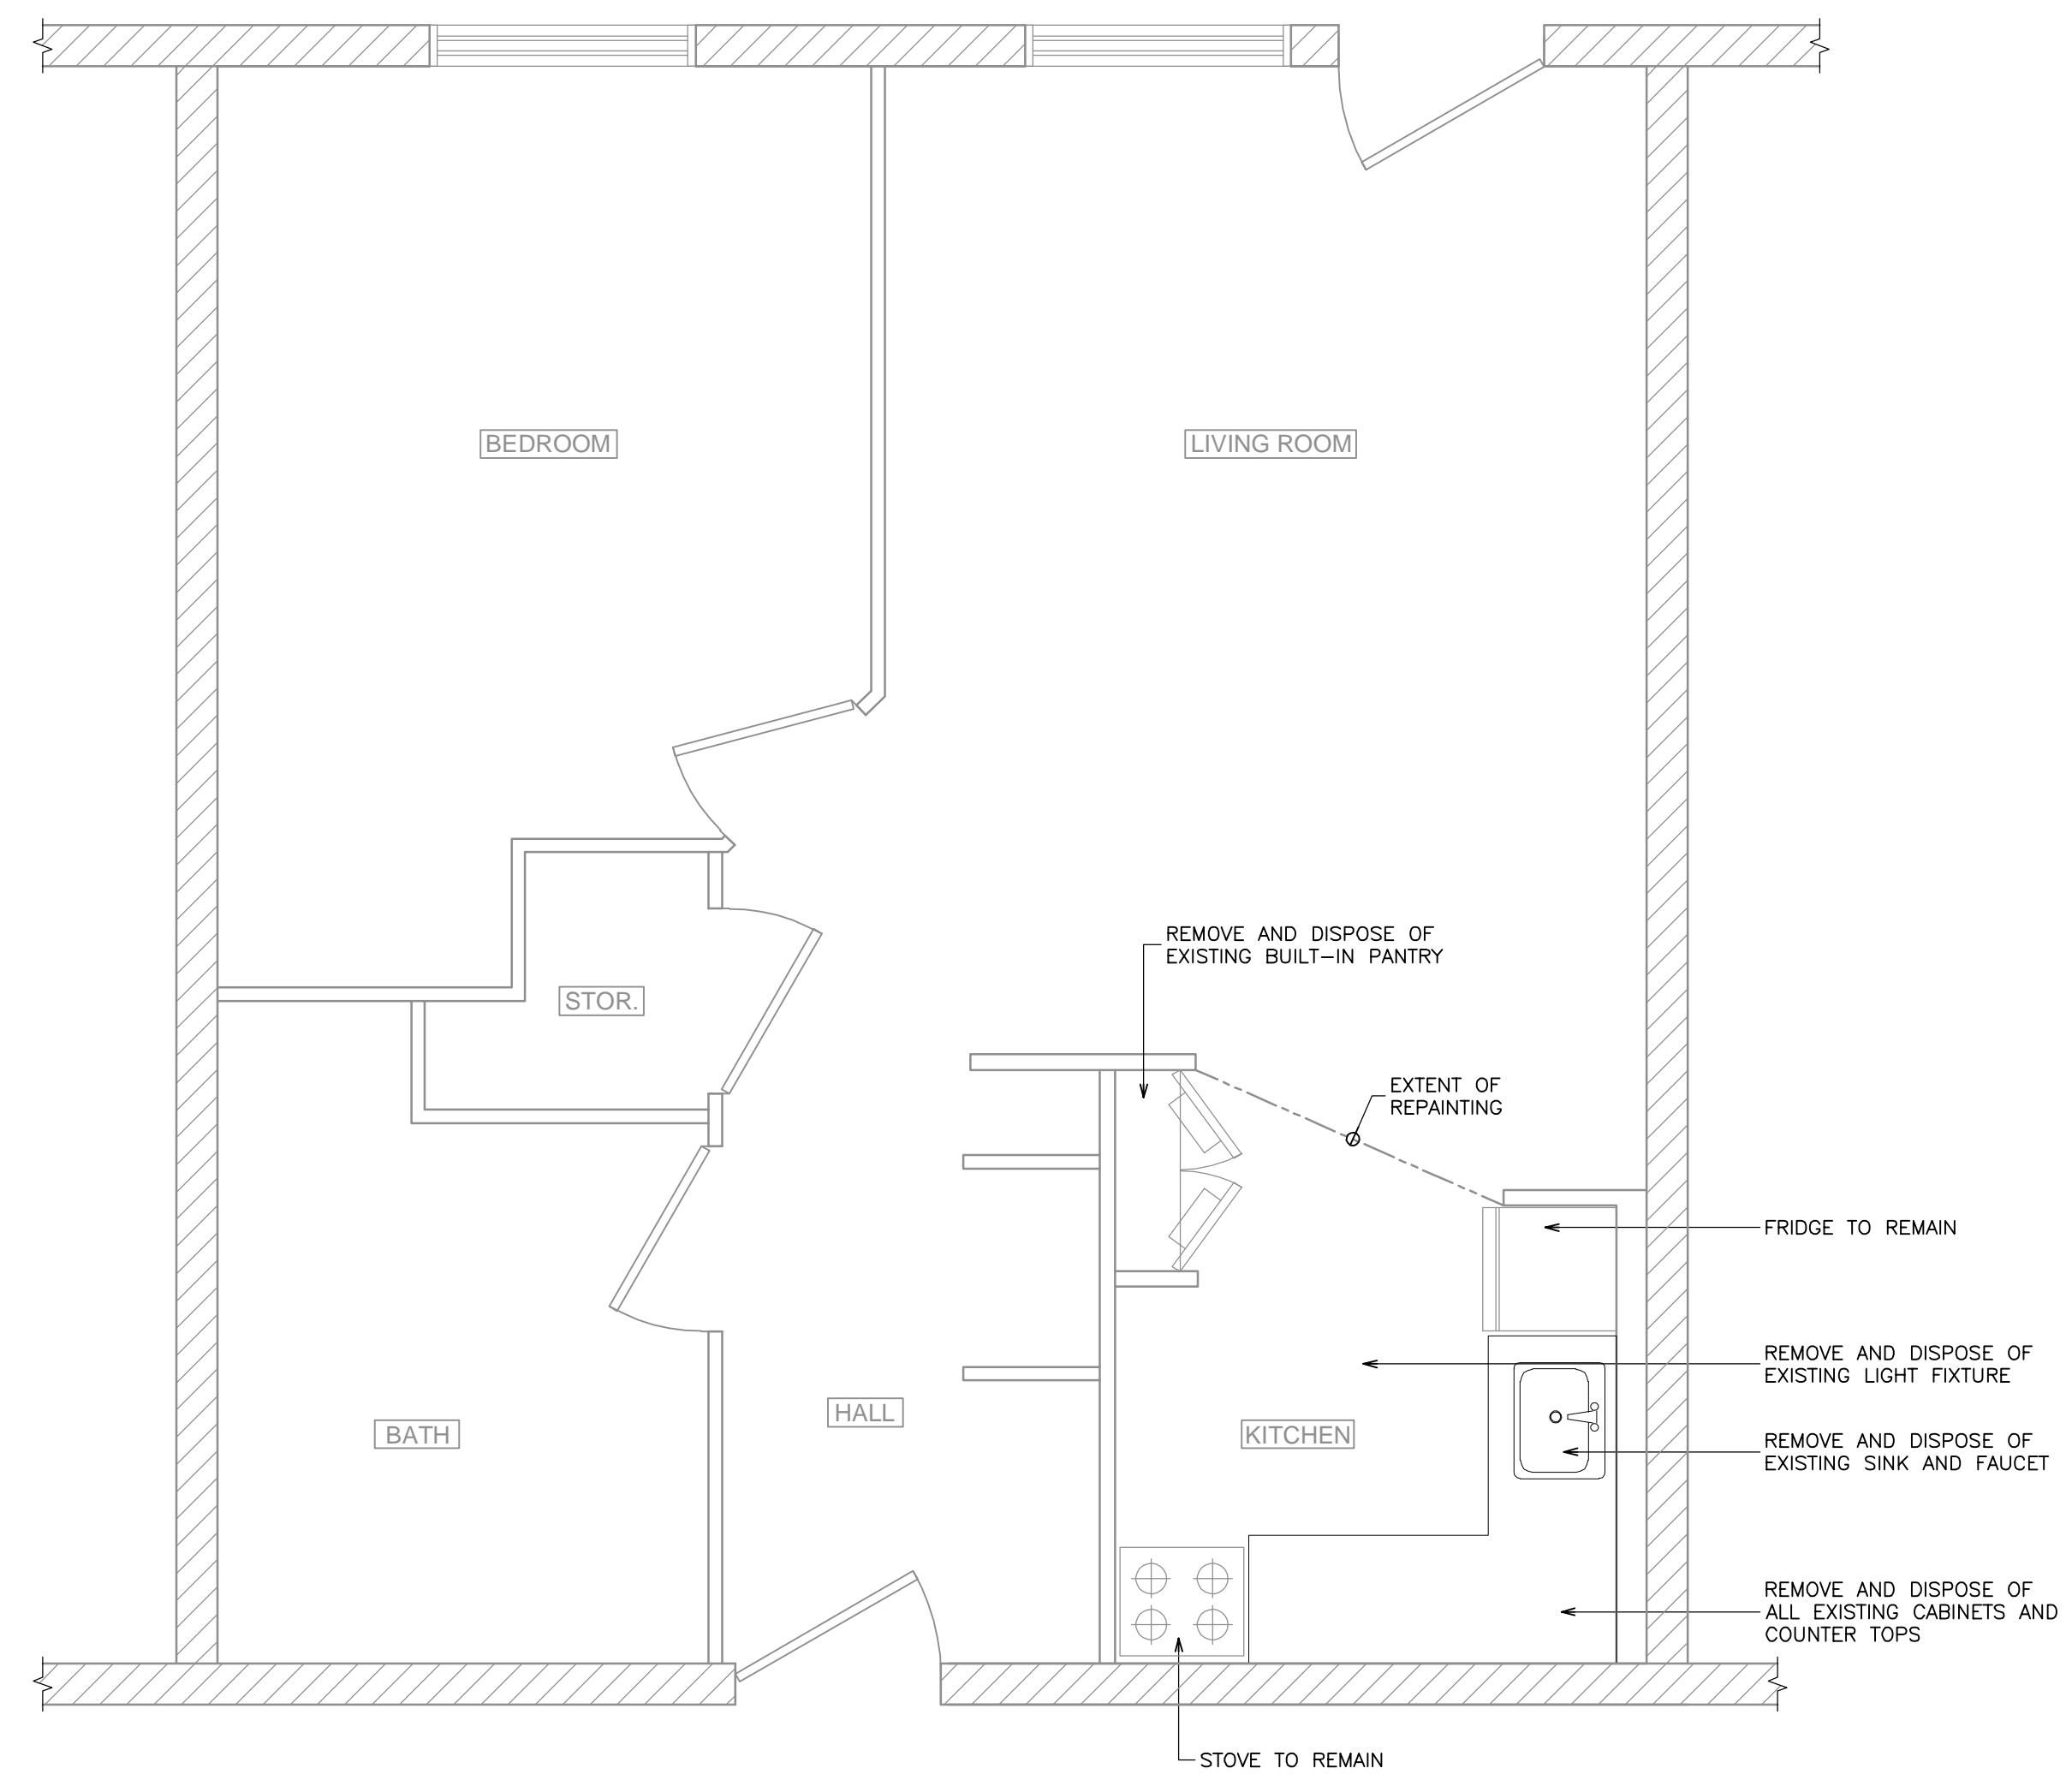 BEDROOM
LIVING ROOM
REMOVE AND DISPOSE OF
EXISTING BUILT-IN PANTRY
STOR.
EXTENT OF
REPAINTING
FRIDGE TO REMAIN
REMOVE AND DISPOSE OF
EXISTING LIGHT FIXTURE
HALL
BATH
KITCHEN
REMOVE AND DISPOSE OF
EXISTING SINK AND FAUCET
REMOVE AND DISPOSE OF
ALL EXISTING CABINETS AND
COUNTER TOPS
STOVE TO REMAIN